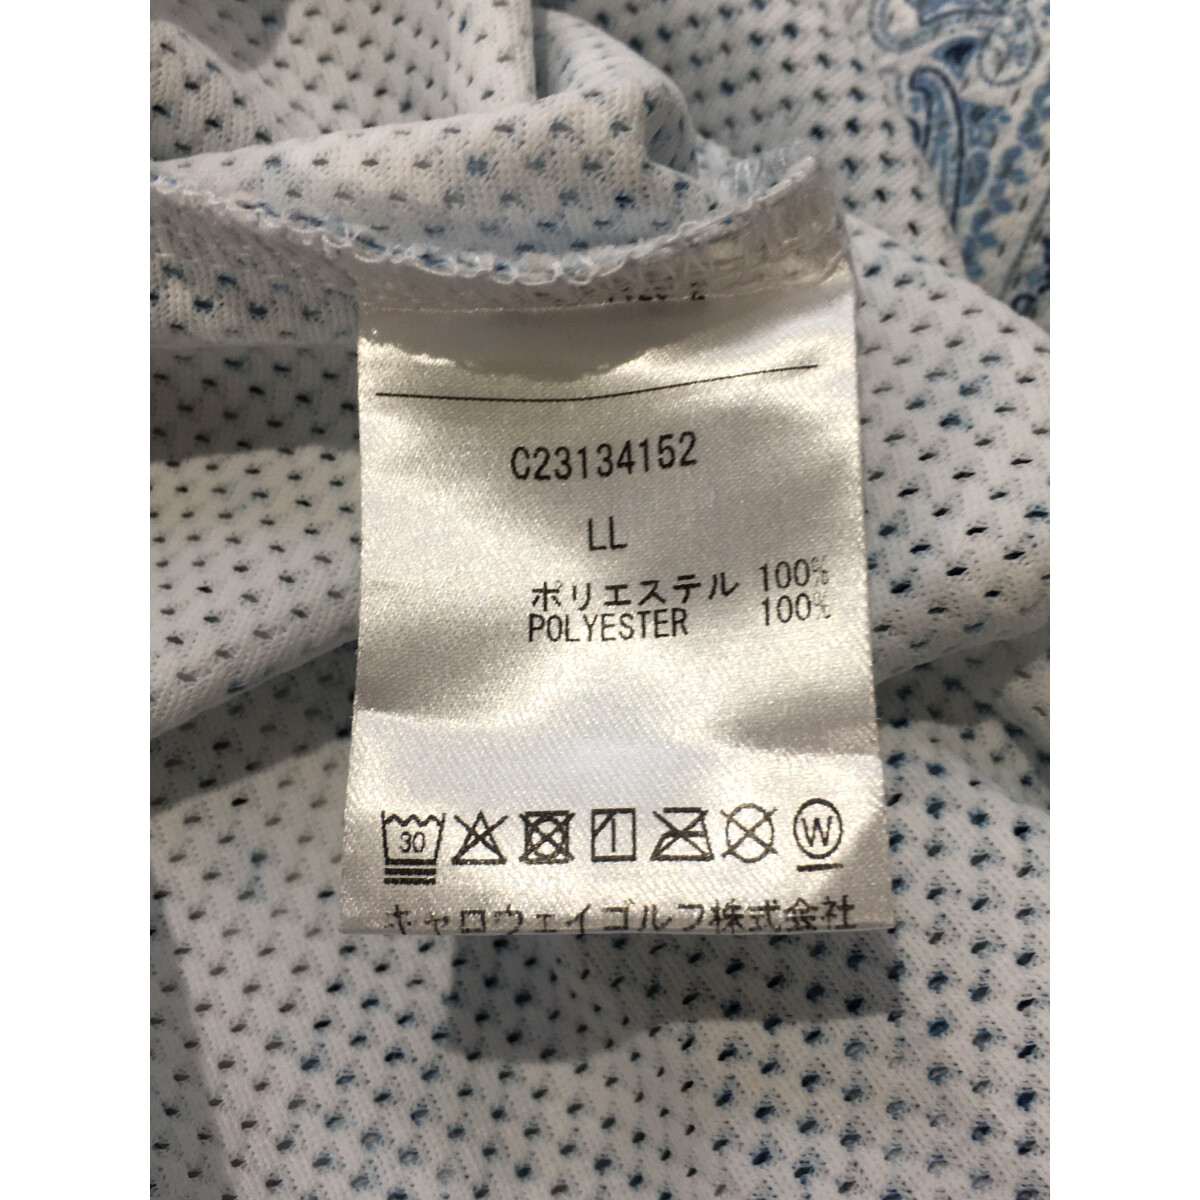 C23134152
LL
ポリエステル 100%
POLYESTER 100%
30
W
キャロウェイゴルフ株式会社